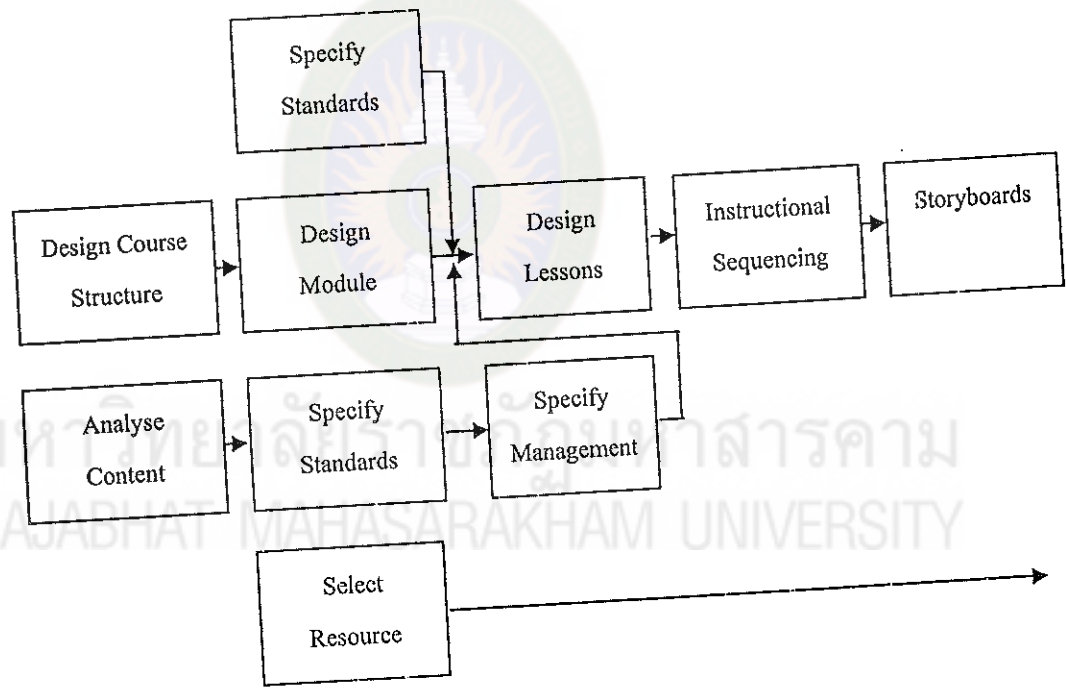 Specify
Standards
Design Course
Structure
Design
Module
Design
Lessons
Instructional
Sequencing
Storyboards
Analyse
Content
Specify
Standards
Specify
Management
มหาวิทยาลัยราชภัฏมหาสารคาม
RAJABHAT MAHASARAKHAM UNIVERSITY
Select
Resource